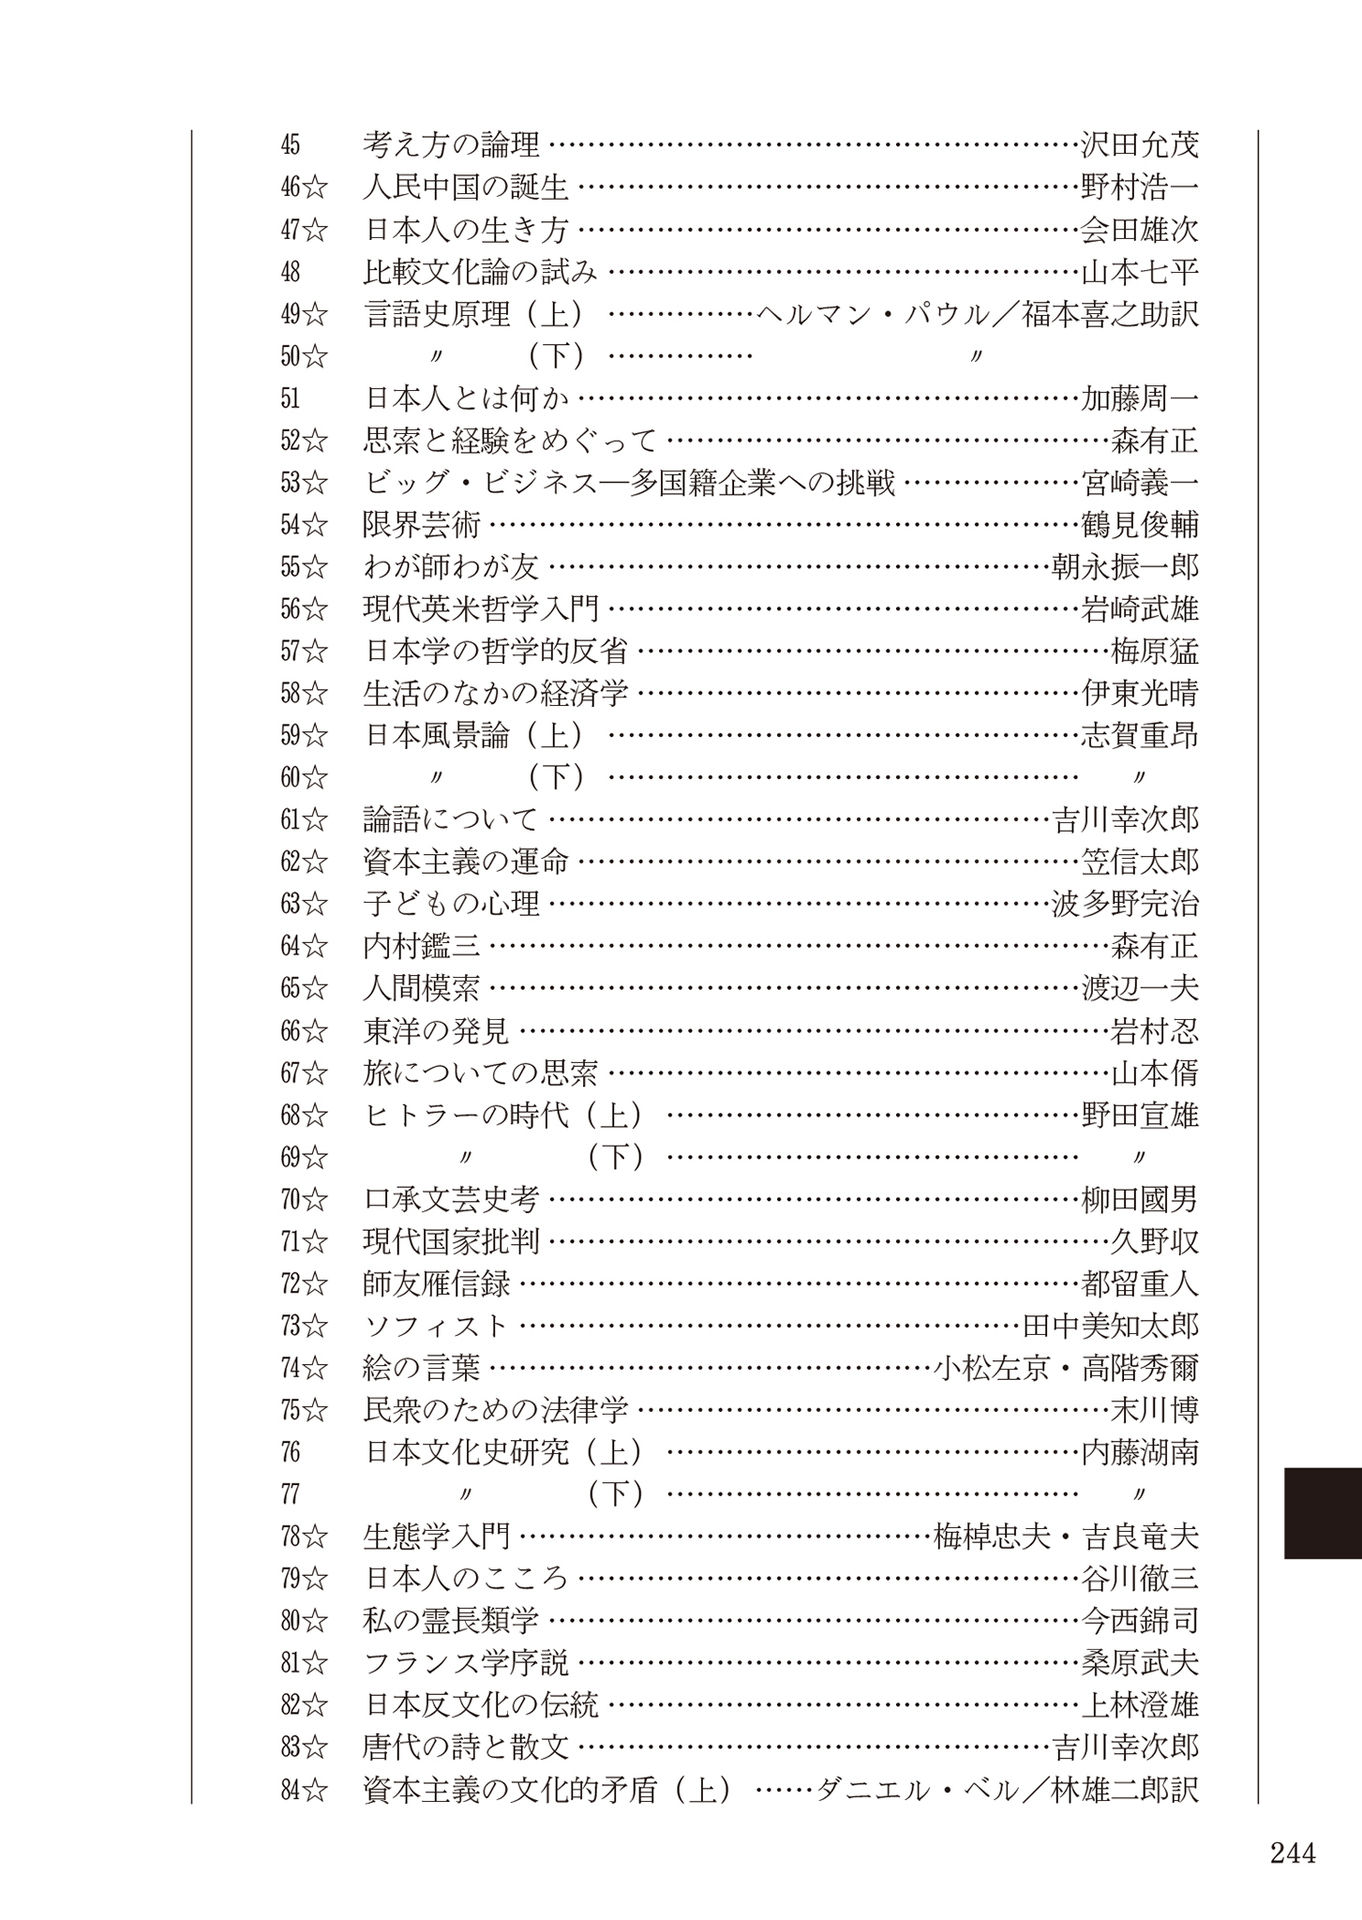 45 考え方の論理……………………………………………沢田允茂
46☆ 人民中国の誕生…………………………………………野村浩一
47☆ 日本人の生き方…………………………………………会田雄次
48 比較文化論の試み………………………………………山本七平
49☆ 言語史原理（上）……………ヘルマン・パウル／福本喜之助訳
50☆ 〃 （下）…………… 〃
51 日本人とは何か…………………………………………加藤周一
52☆ 思索と経験をめぐって……………………………………森有正
53☆ ビッグ・ビジネス―多国籍企業への挑戦………………宮崎義一
54☆ 限界芸術…………………………………………………鶴見俊輔
55☆ わが師わが友…………………………………………朝永振一郎
56☆ 現代英米哲学入門………………………………………岩崎武雄
57☆ 日本学の哲学的反省………………………………………梅原猛
58☆ 生活のなかの経済学……………………………………伊東光晴
59☆ 日本風景論（上）………………………………………志賀重昂
60☆ 〃 （下）……………………………………… 〃
61☆ 論語について…………………………………………吉川幸次郎
62☆ 資本主義の運命…………………………………………笠信太郎
63☆ 子どもの心理…………………………………………波多野完治
64☆ 内村鑑三……………………………………………………森有正
65☆ 人間模索…………………………………………………渡辺一夫
66☆ 東洋の発見…………………………………………………岩村忍
67☆ 旅についての思索…………………………………………山本偦
68☆ ヒトラーの時代（上）…………………………………野田宣雄
69☆ 〃 （下）………………………………… 〃
70☆ 口承文芸史考……………………………………………柳田國男
71☆ 現代国家批判………………………………………………久野収
72☆ 師友雁信録………………………………………………都留重人
73☆ ソフィスト…………………………………………田中美知太郎
74☆ 絵の言葉……………………………………小松左京・高階秀爾
75☆ 民衆のための法律学………………………………………末川博
76 日本文化史研究（上）…………………………………内藤湖南
77 〃 （下）………………………………… 〃
78☆ 生態学入門…………………………………梅棹忠夫・吉良竜夫
79☆ 日本人のこころ…………………………………………谷川徹三
80☆ 私の霊長類学……………………………………………今西錦司
81☆ フランス学序説…………………………………………桑原武夫
82☆ 日本反文化の伝統………………………………………上林澄雄
83☆ 唐代の詩と散文………………………………………吉川幸次郎
84☆ 資本主義の文化的矛盾（上）……ダニエル・ベル／林雄二郎訳
244